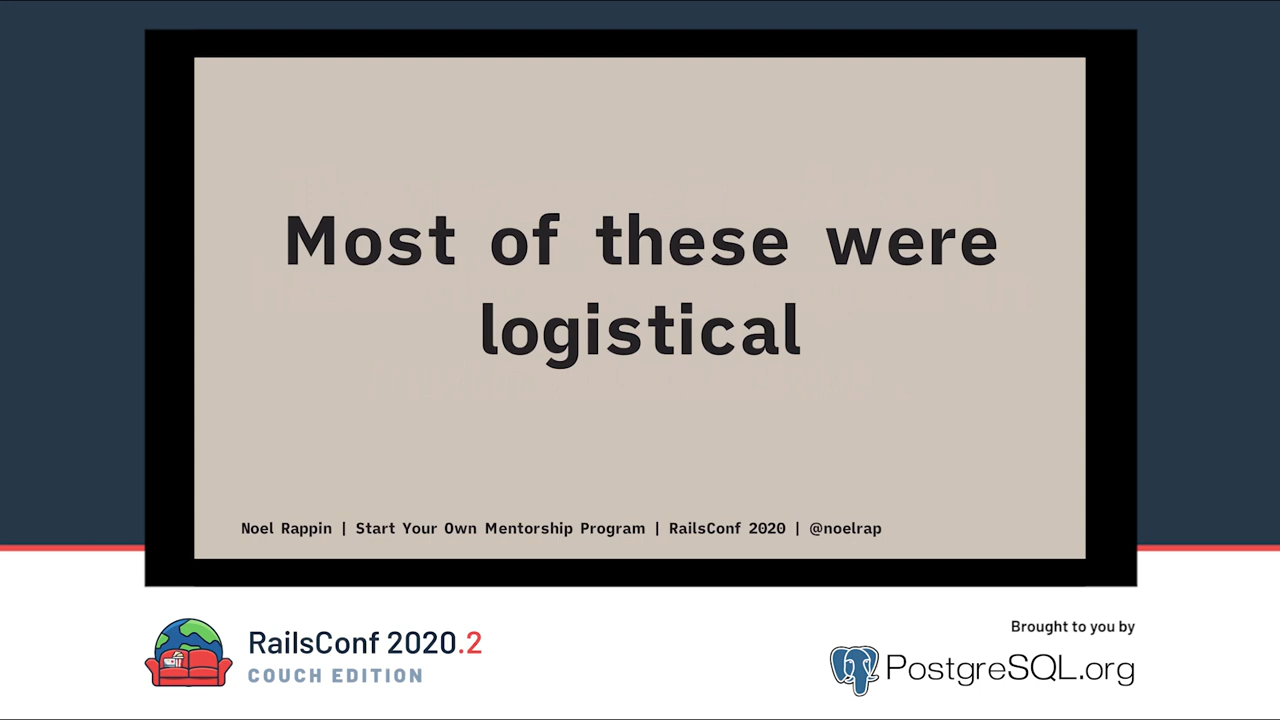 Most of these were
logistical
Noel Rappin | Start Your Own Mentorship Program | RailsConf 2020 | @noelrap
RailsConf 2020.2
COUCH EDITION
Brought to you by
PostgreSQL.org